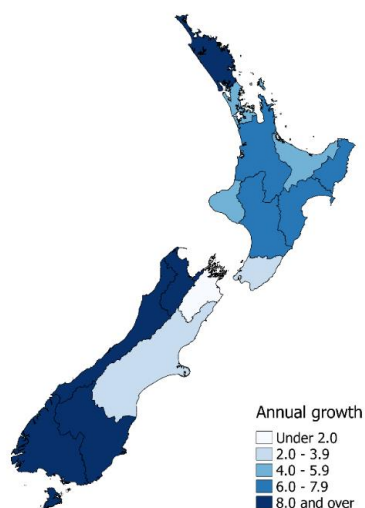 Annual growth
Under 2.0
2.0 - 3.9
4.0 - 5.9
6.0 - 7.9
8.0 and over